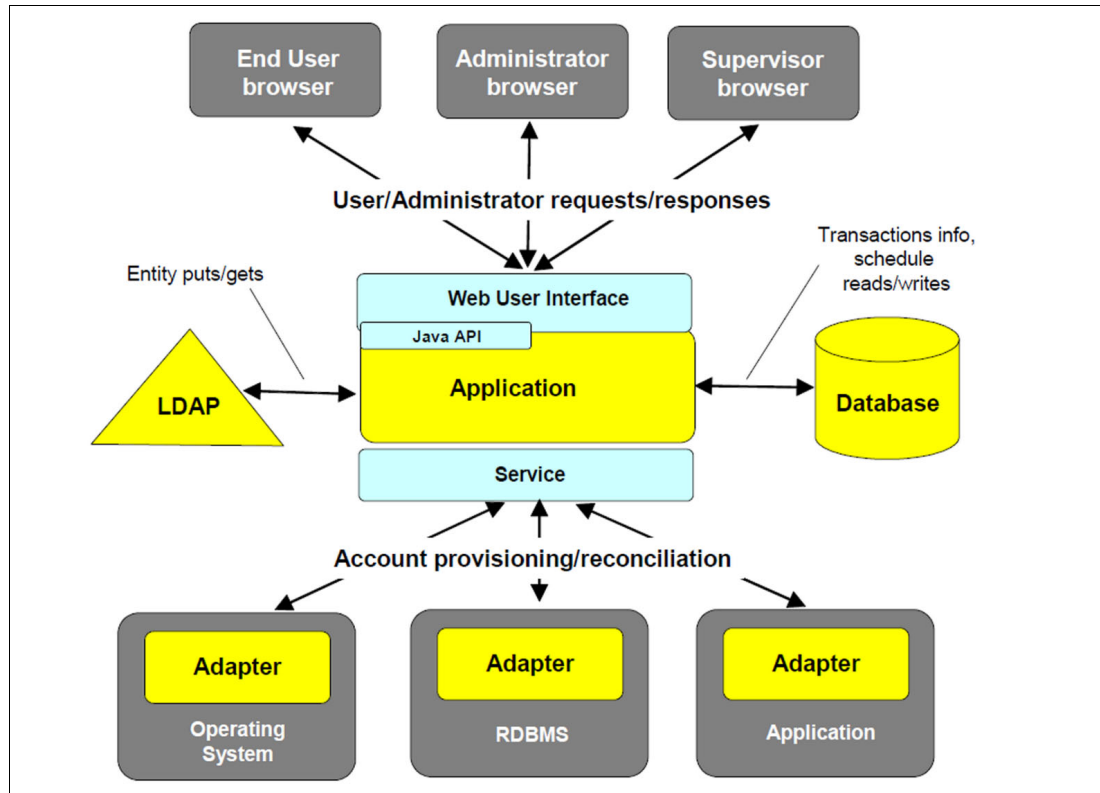 End User
browser
Administrator
browser
Supervisor
browser
User/Administrator requests/responses
Transactions info,
schedule
reads/writes
Entity puts/gets
Web User Interface
Java API
Application
LDAP
Database
Service
Account provisioning/reconciliation
Adapter
Operating
System
Adapter
RDBMS
Adapter
Application